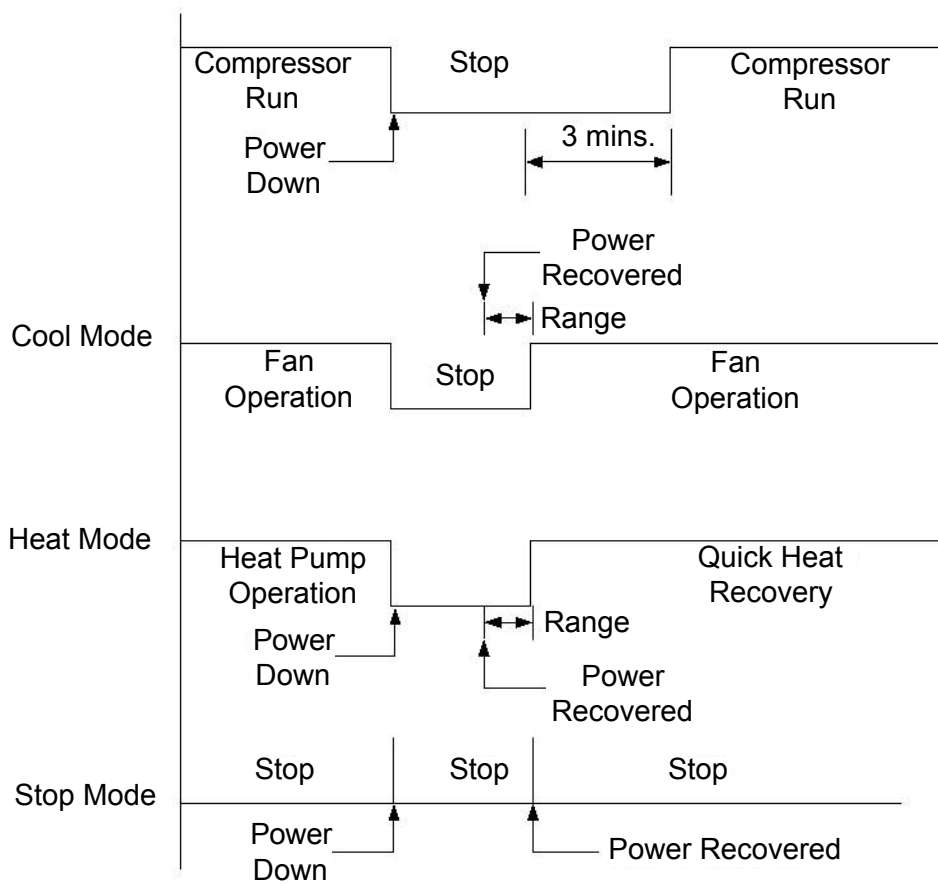 Compressor
Run
Stop
Compressor
Run
Power
Down
3 mins.
Power
Recovered
Range
Cool Mode
Fan
Operation
Stop
Fan
Operation
Heat Mode
Heat Pump
Operation
Quick Heat
Recovery
Range
Power
Down
Power
Recovered
Stop Mode
Stop
Stop
Stop
Power
Down
Power Recovered